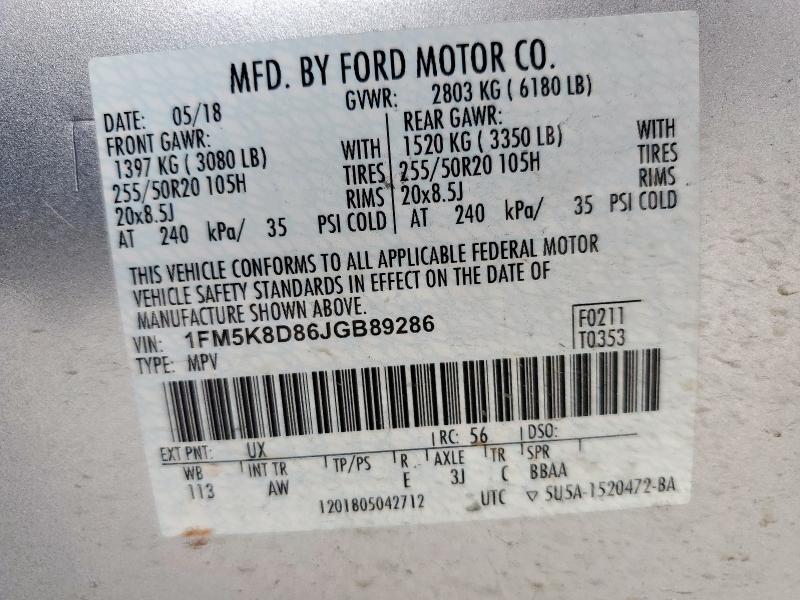 MFD. BY FORD MOTOR CO.
DATE: 05/18 GVWR: 2803 KG ( 6180 LB)
FRONT GAWR: REAR GAWR:
1397 KG ( 3080 LB) WITH 1520 KG ( 3350 LB) WITH
255/50R20 105H TIRES 255/50R20 105H TIRES
20x8.5J RIMS 20x8.5J RIMS
AT 240 kPa/ 35 PSI COLD AT 240 kPa/ 35 PSI COLD
THIS VEHICLE CONFORMS TO ALL APPLICABLE FEDERAL MOTOR
VEHICLE SAFETY STANDARDS IN EFFECT ON THE DATE OF
MANUFACTURE SHOWN ABOVE.
VIN: 1FM5K8D86JGB89286 F0211
TYPE: MPV T0353
EXT PNT: UX RC: 56 DSO:
WB INT TR TP/PS R AXLE TR SPR
113 AW E 3J C BBAA
1201805042712 UTC ▽ 5U5A-1520472-BA